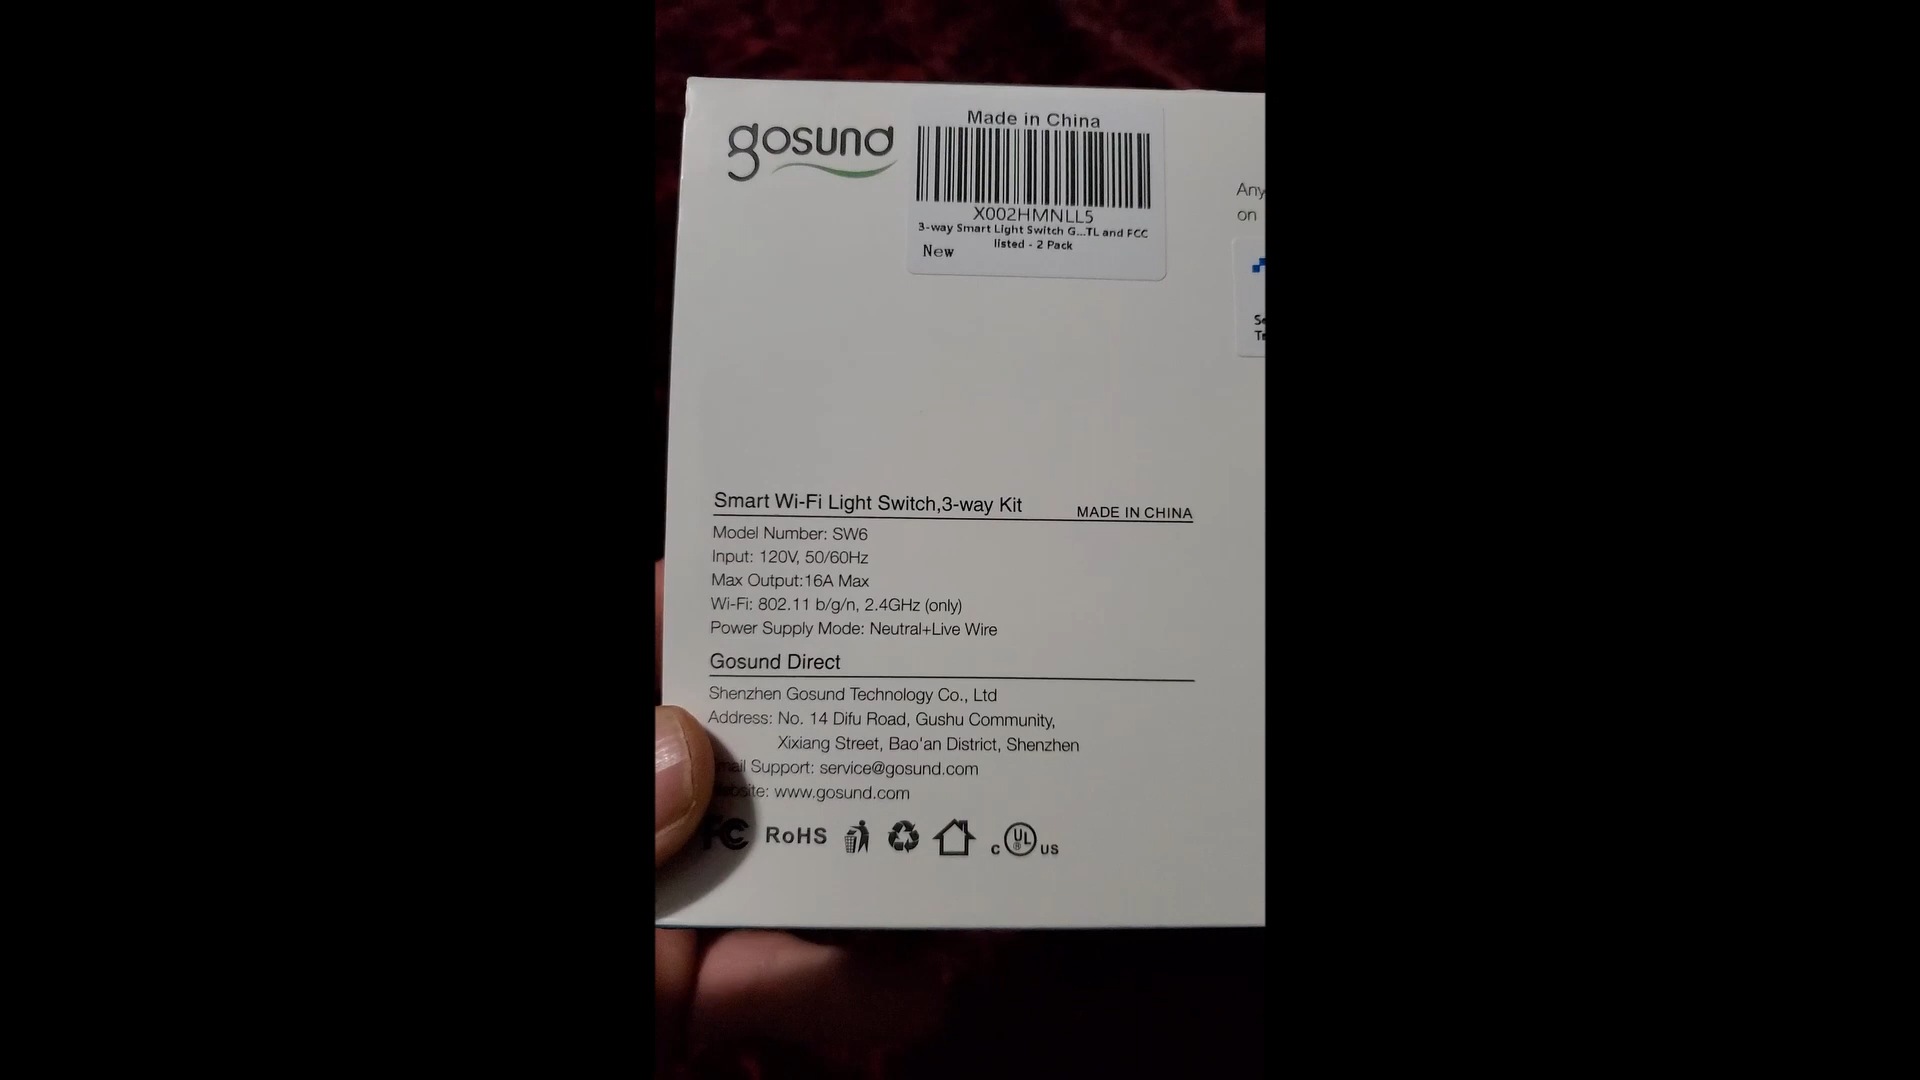 gosund
Made in China
X002HMNLL5
3-way Smart Light Switch G...TL and FCC
listed - 2 Pack
New
Any
on
Smart Wi-Fi Light Switch,3-way Kit
MADE IN CHINA
Model Number: SW6
Input: 120V, 50/60Hz
Max Output:16A Max
Wi-Fi: 802.11 b/g/n, 2.4GHz (only)
Power Supply Mode: Neutral+Live Wire
Gosund Direct
Shenzhen Gosund Technology Co., Ltd
Address: No. 14 Difu Road, Gushu Community,
Xixiang Street, Bao'an District, Shenzhen
Support: service@gosund.com
www.gosund.com
FC RoHS c UL US